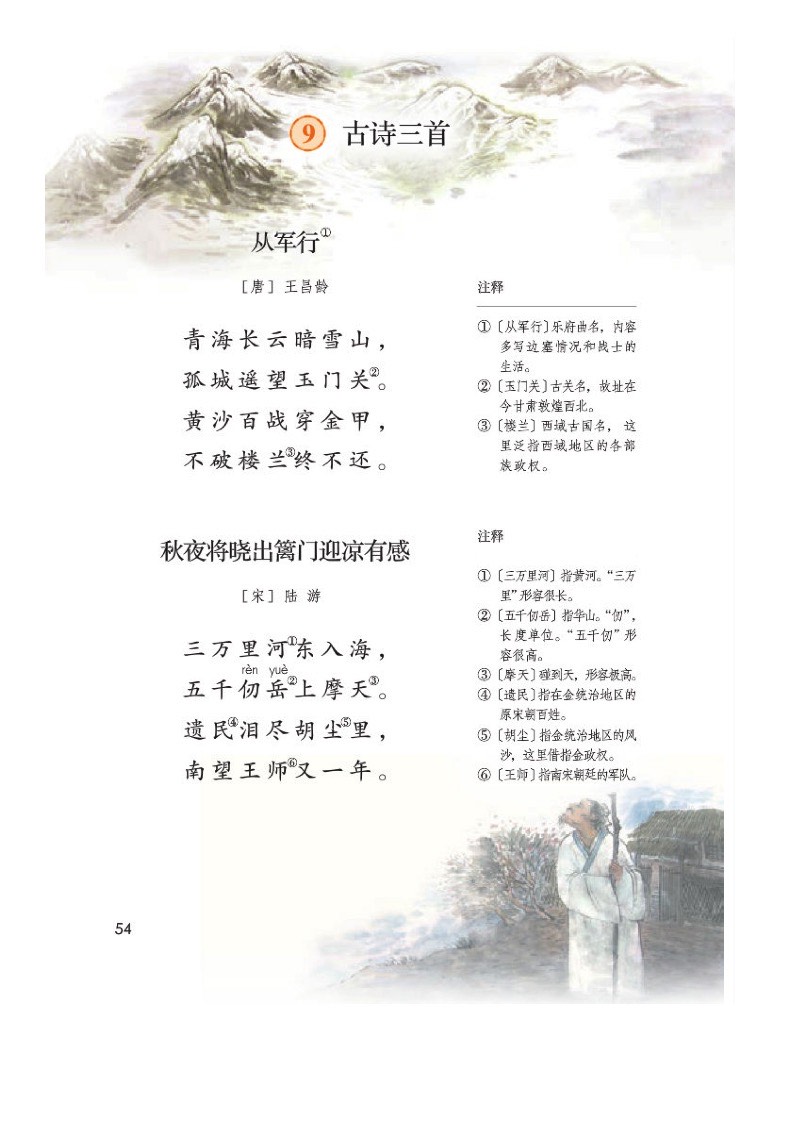 9 古诗三首
从军行①
［唐］王昌龄
青海长云暗雪山，
孤城遥望玉门关②。
黄沙百战穿金甲，
不破楼兰③终不还。
注释
①〔从军行〕乐府曲名，内容
多写边塞情况和战士的
生活。
②〔玉门关〕古关名，故址在
今甘肃敦煌西北。
③〔楼兰〕西域古国名，这
里泛指西域地区的各部
族政权。
秋夜将晓出篱门迎凉有感
［宋］陆 游
三万里河①东入海，
rèn yuè
五千仞岳②上摩天③。
遗民④泪尽胡尘⑤里，
南望王师⑥又一年。
注释
①〔三万里河〕指黄河。“三万
里”形容很长。
②〔五千仞岳〕指华山。“仞”，
长度单位。“五千仞”形
容很高。
③〔摩天〕碰到天，形容极高。
④〔遗民〕指在金统治地区的
原宋朝百姓。
⑤〔胡尘〕指金统治地区的风
沙，这里借指金政权。
⑥〔王师〕指南宋朝廷的军队。
54